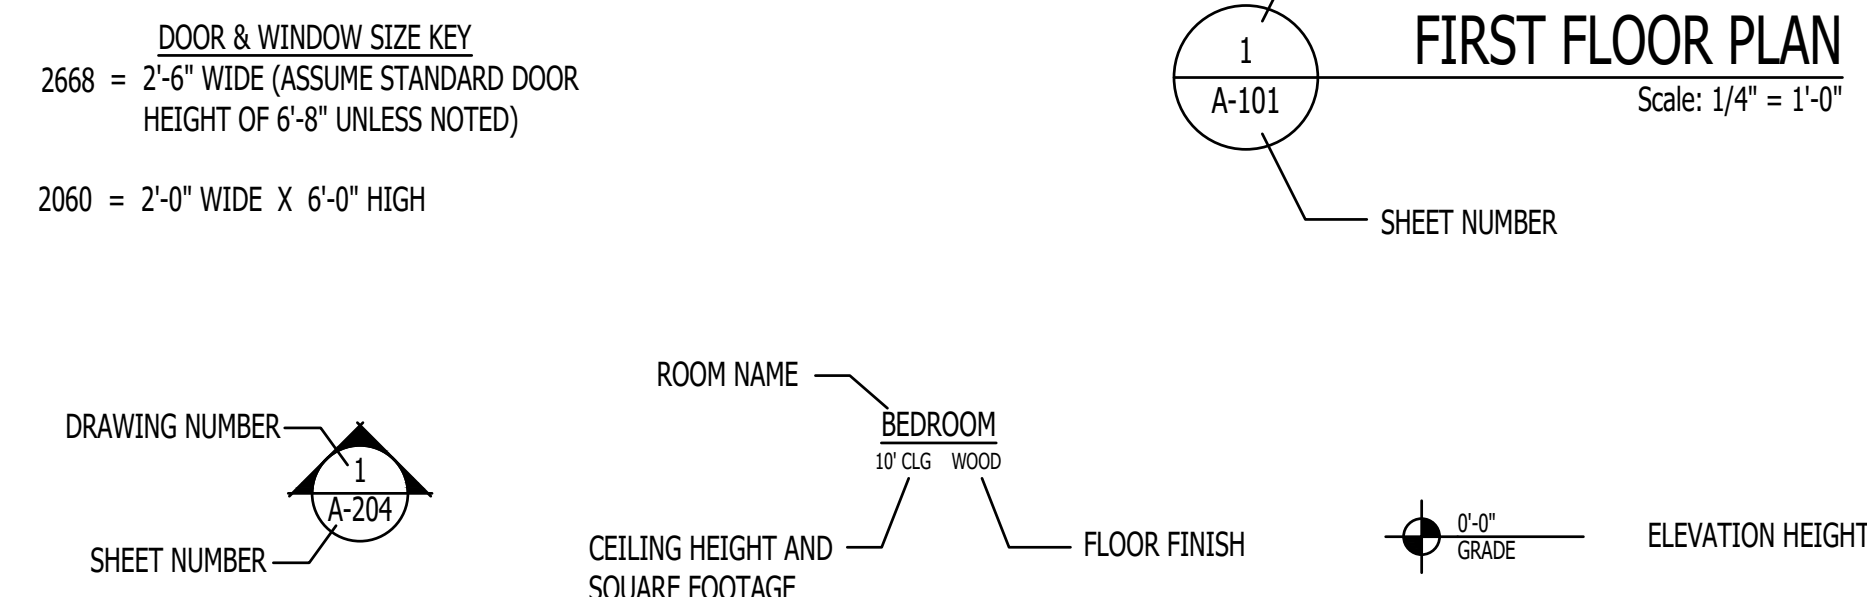 DOOR & WINDOW SIZE KEY
2668 = 2'-6" WIDE (ASSUME STANDARD DOOR
HEIGHT OF 6'-8" UNLESS NOTED)
2060 = 2'-0" WIDE X 6'-0" HIGH
1
A-101
FIRST FLOOR PLAN
Scale: 1/4" = 1'-0"
SHEET NUMBER
DRAWING NUMBER
1
A-204
SHEET NUMBER
ROOM NAME
BEDROOM
10' CLG WOOD
CEILING HEIGHT AND
SQUARE FOOTAGE
FLOOR FINISH
0'-0"
GRADE
ELEVATION HEIGHT